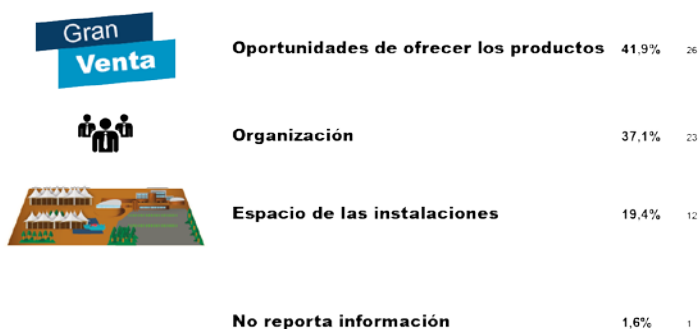 Gran
Venta
Oportunidades de ofrecer los productos 41,9% 26
Organización 37,1% 23
Espacio de las instalaciones 19,4% 12
No reporta información 1,6% 1